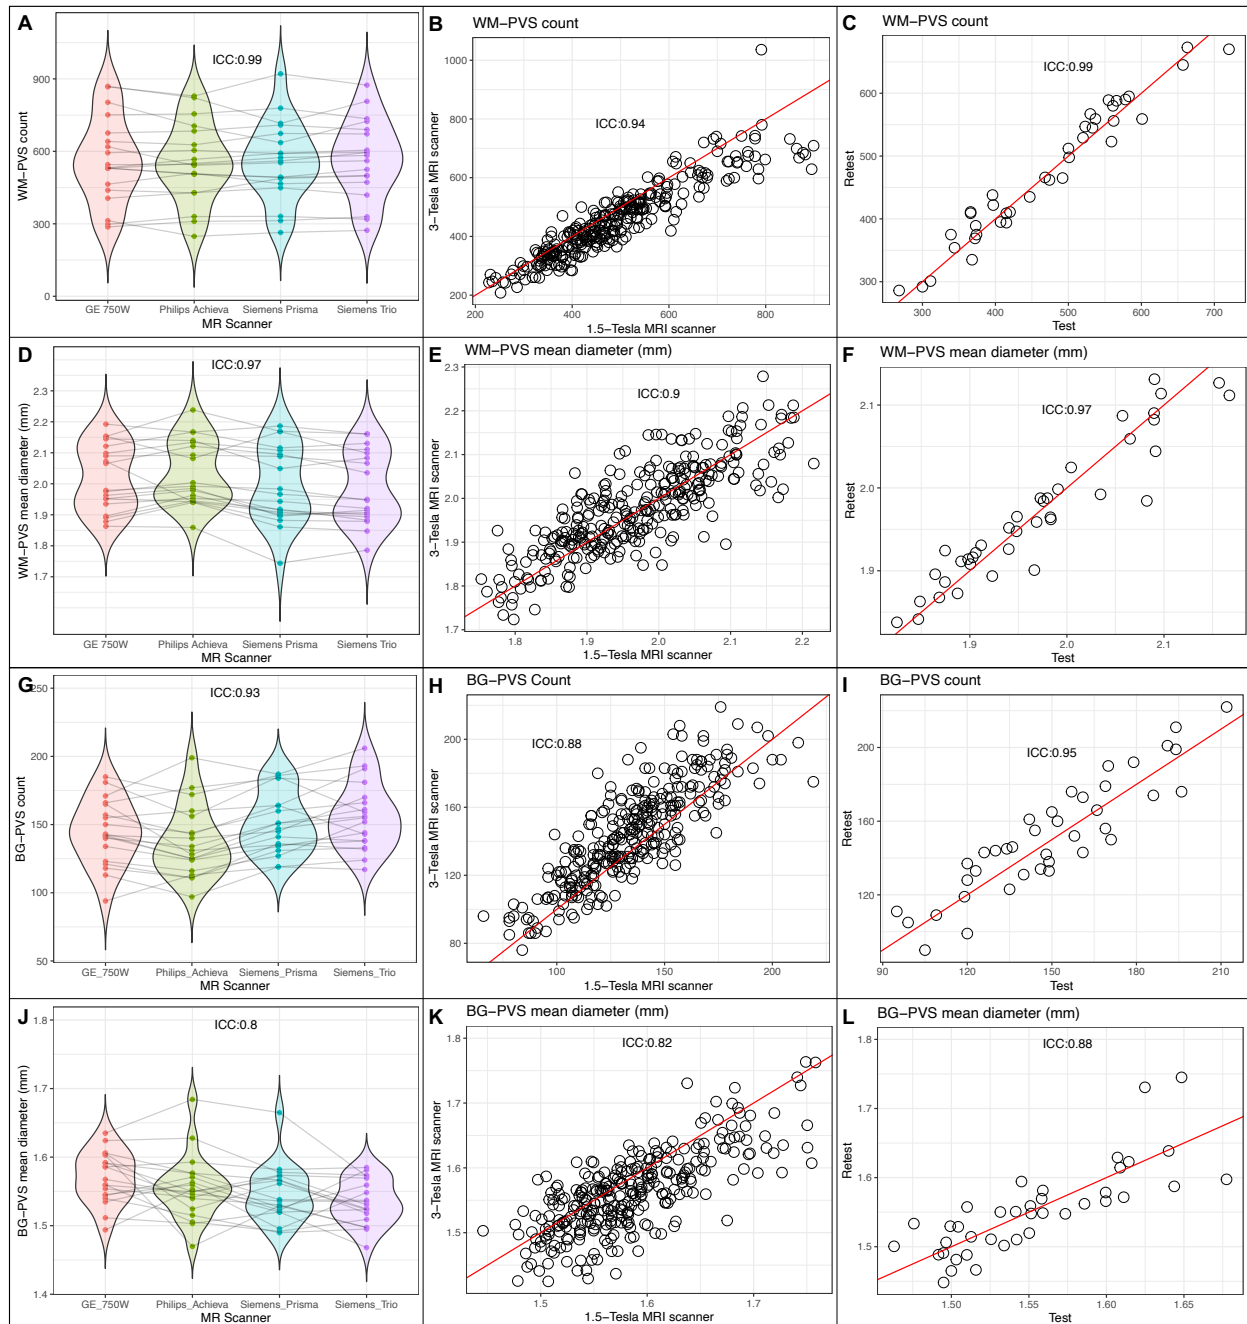 A
ICC:0.99
WM−PVS count
900
600
300
0
GE 750W Philips Achieva Siemens Prisma Siemens Trio
MR Scanner
B WM−PVS count
ICC:0.94
3−Tesla MRI scanner
1000
800
600
400
200
200 400 600 800
1.5−Tesla MRI scanner
C WM−PVS count
ICC:0.99
Retest
700
600
500
400
300
300 400 500 600 700
Test
D
ICC:0.97
WM−PVS mean diameter (mm)
2.3
2.2
2.1
2.0
1.9
1.8
1.7
GE 750W Philips Achieva Siemens Prisma Siemens Trio
MR Scanner
E WM−PVS mean diameter (mm)
ICC:0.9
3−Tesla MRI scanner
2.3
2.2
2.1
2.0
1.9
1.8
1.7
1.8 1.9 2.0 2.1 2.2
1.5−Tesla MRI scanner
F WM−PVS mean diameter (mm)
ICC:0.97
Retest
2.1
2.0
1.9
1.9 2.0 2.1
Test
G
ICC:0.93
BG−PVS count
250
200
150
100
50
GE_750W Philips_Achieva Siemens_Prisma Siemens_Trio
MR Scanner
H BG−PVS Count
ICC:0.88
3−Tesla MRI scanner
200
160
120
80
100 150 200
1.5−Tesla MRI scanner
I BG−PVS count
ICC:0.95
Retest
200
160
120
90 120 150 180 210
Test
J
ICC:0.8
BG−PVS mean diameter (mm)
1.8
1.7
1.6
1.5
1.4
GE_750W Philips_Achieva Siemens_Prisma Siemens_Trio
MR Scanner
K BG−PVS mean diameter (mm)
ICC:0.82
3−Tesla MRI scanner
1.8
1.7
1.6
1.5
1.5 1.6 1.7
1.5−Tesla MRI scanner
L BG−PVS mean diameter (mm)
ICC:0.88
Retest
1.8
1.7
1.6
1.5
1.50 1.55 1.60 1.65
Test